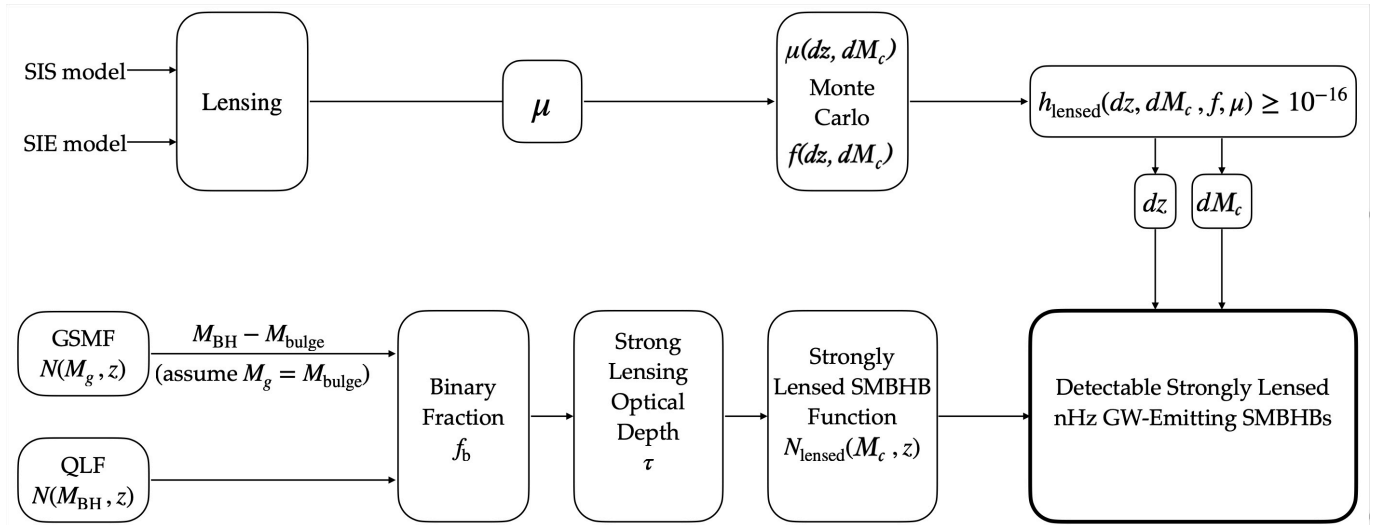 SIS model
SIE model
Lensing
μ
μ(dz, dM_c)
Monte
Carlo
f(dz, dM_c)
h_lensed(dz, dM_c , f, μ) ≥ 10^−16
dz
dM_c
GSMF
N(M_g , z)
M_BH − M_bulge
(assume M_g = M_bulge)
QLF
N(M_BH , z)
Binary
Fraction
f_b
Strong
Lensing
Optical
Depth
τ
Strongly
Lensed SMBHB
Function
N_lensed(M_c , z)
Detectable Strongly Lensed
nHz GW-Emitting SMBHBs